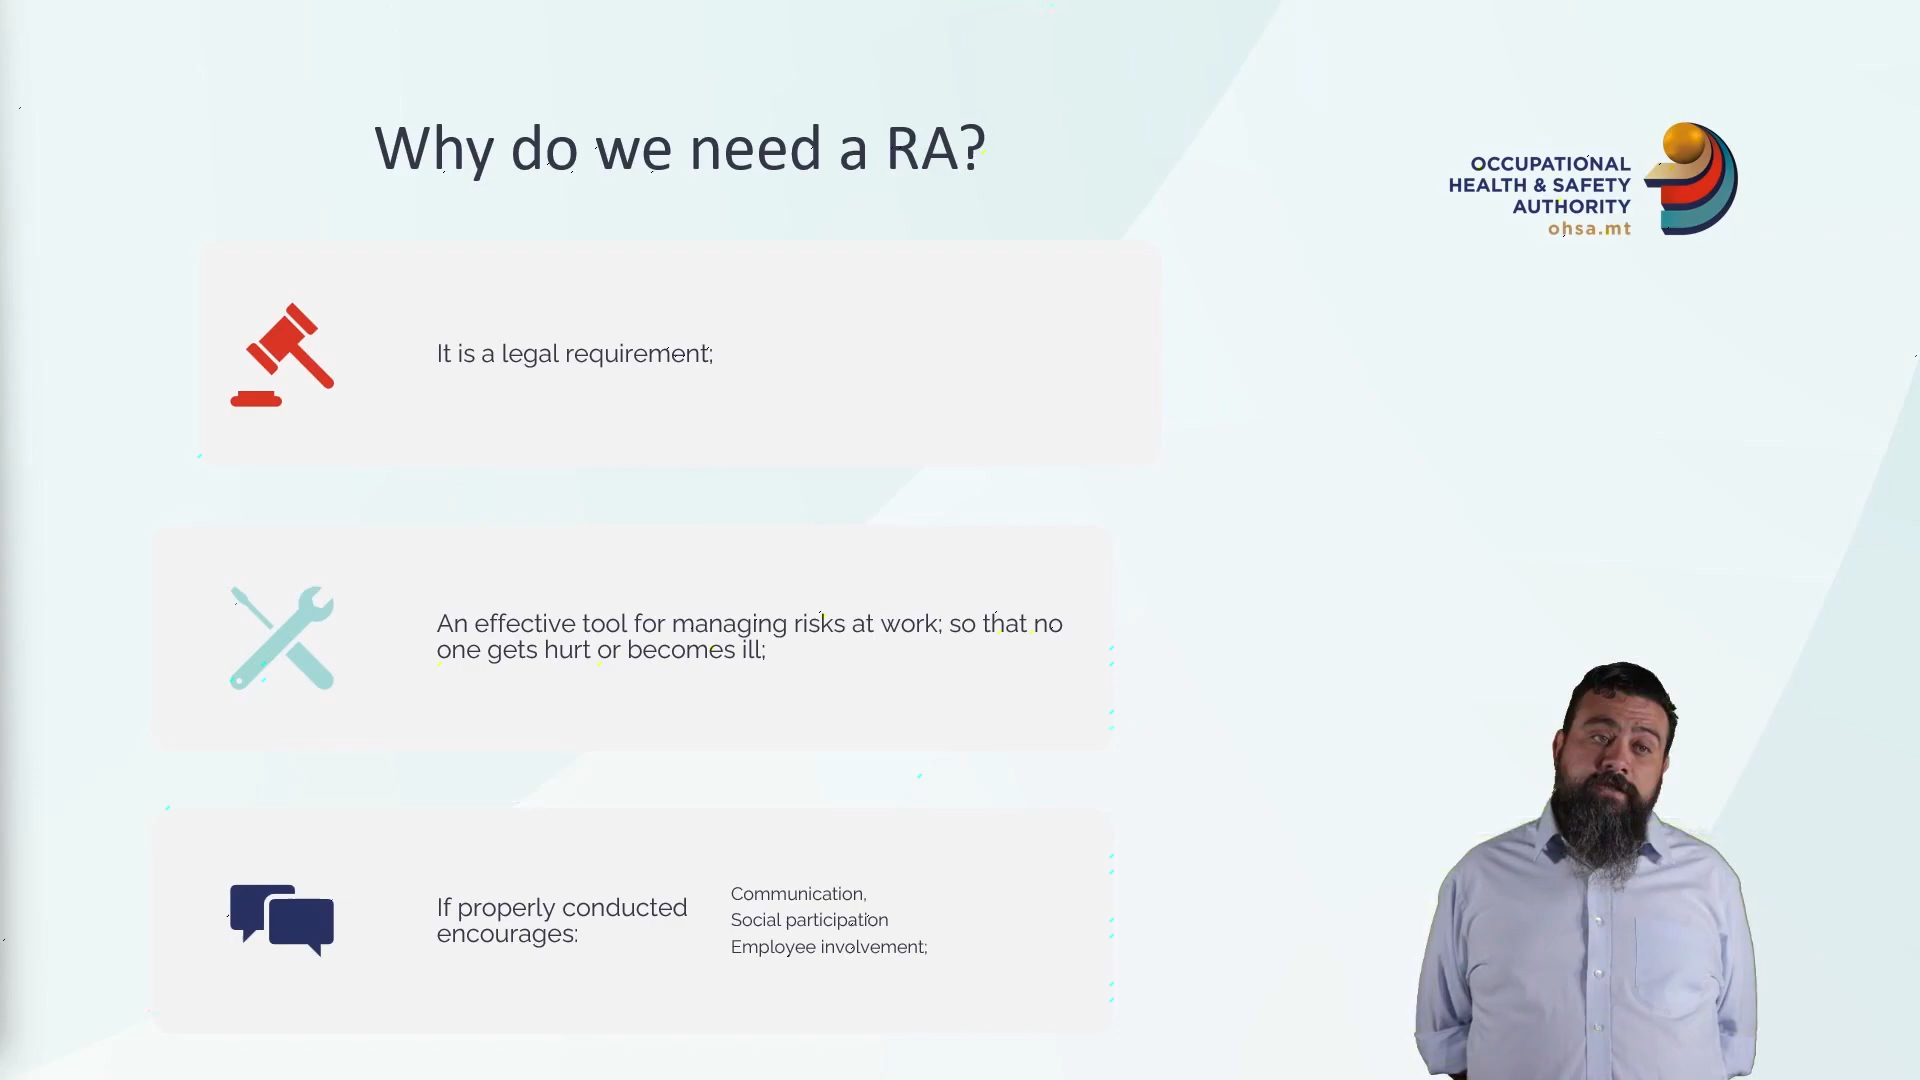 Why do we need a RA?
OCCUPATIONAL
HEALTH & SAFETY
AUTHORITY
ohsa.mt
It is a legal requirement;
An effective tool for managing risks at work; so that no
one gets hurt or becomes ill;
If properly conducted
encourages:
Communication,
Social participation
Employee involvement;